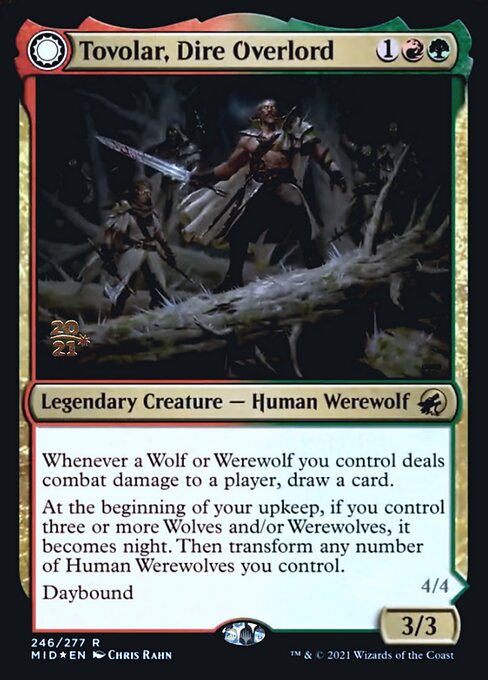 Tovolar, Dire Overlord 1
20
21
Legendary Creature — Human Werewolf
Whenever a Wolf or Werewolf you control deals
combat damage to a player, draw a card.
At the beginning of your upkeep, if you control
three or more Wolves and/or Werewolves, it
becomes night. Then transform any number
of Human Werewolves you control.
Daybound
4/4
3/3
246/277 R
MID★EN Chris Rahn
™ & © 2021 Wizards of the Coast